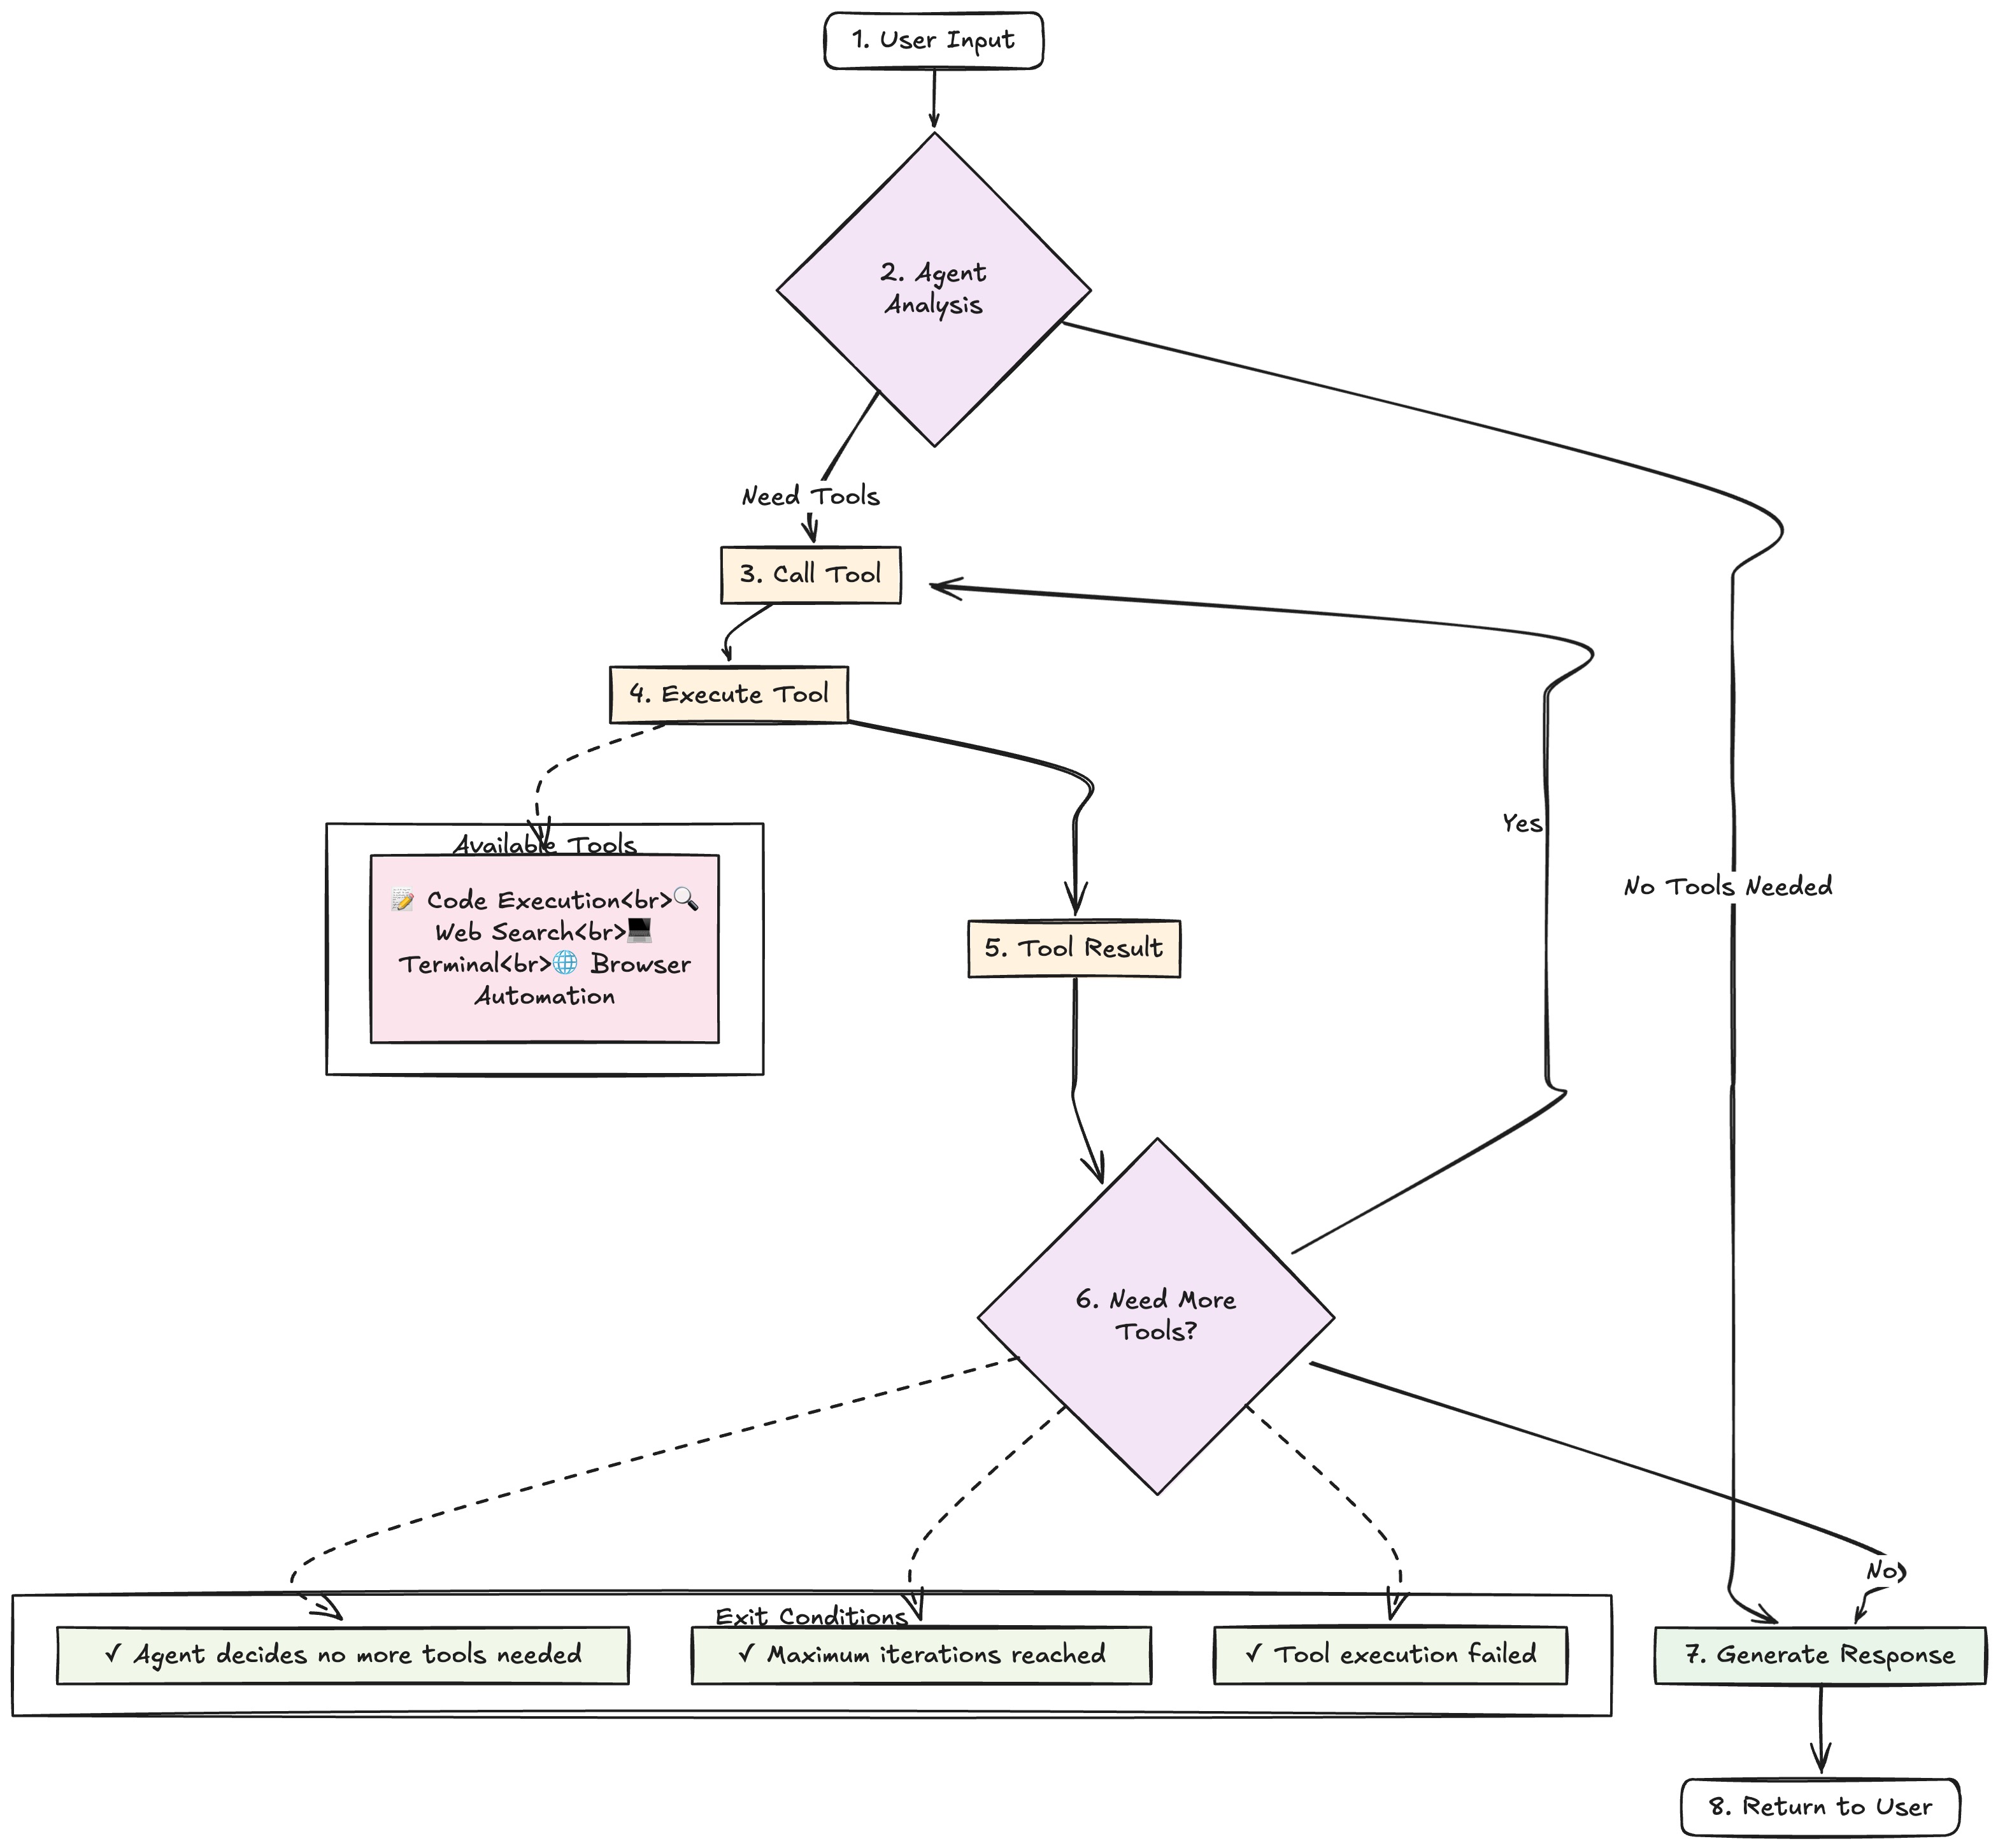 1. User Input
2. Agent
Analysis
Need Tools
3. Call Tool
4. Execute Tool
Yes
Available Tools
No Tools Needed
📝 Code Execution<br>🔍
Web Search<br>💻
Terminal<br>🌐 Browser
Automation
5. Tool Result
6. Need More
Tools?
No
Exit Conditions
✓ Agent decides no more tools needed
✓ Maximum iterations reached
✓ Tool execution failed
7. Generate Response
8. Return to User